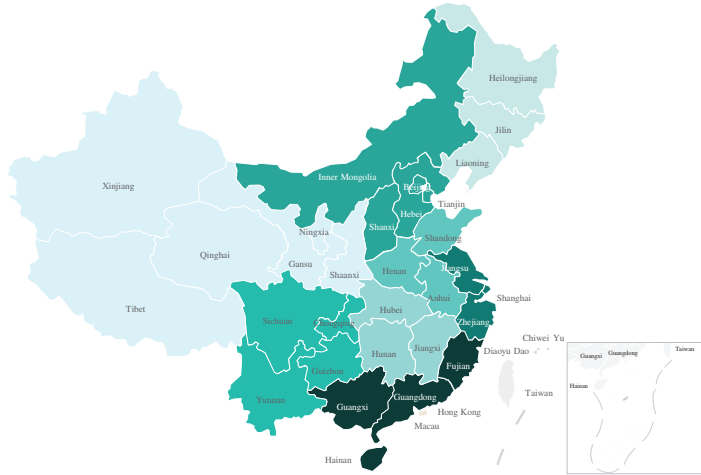 Heilongjiang
Jilin
Liaoning
Inner Mongolia
Xinjiang
Beijing
Tianjin
Hebei
Shanxi
Ningxia
Shandong
Qinghai
Gansu
Shaanxi
Henan
Jiangsu
Tibet
Hubei
Anhui
Shanghai
Sichuan
Chongqing
Zhejiang
Chiwei Yu
Diaoyu Dao
Hunan
Jiangxi
Guizhou
Fujian
Yunnan
Guangxi
Guangdong
Taiwan
Hong Kong
Macau
Hainan
Taiwan
Guangxi
Guangdong
Hainan